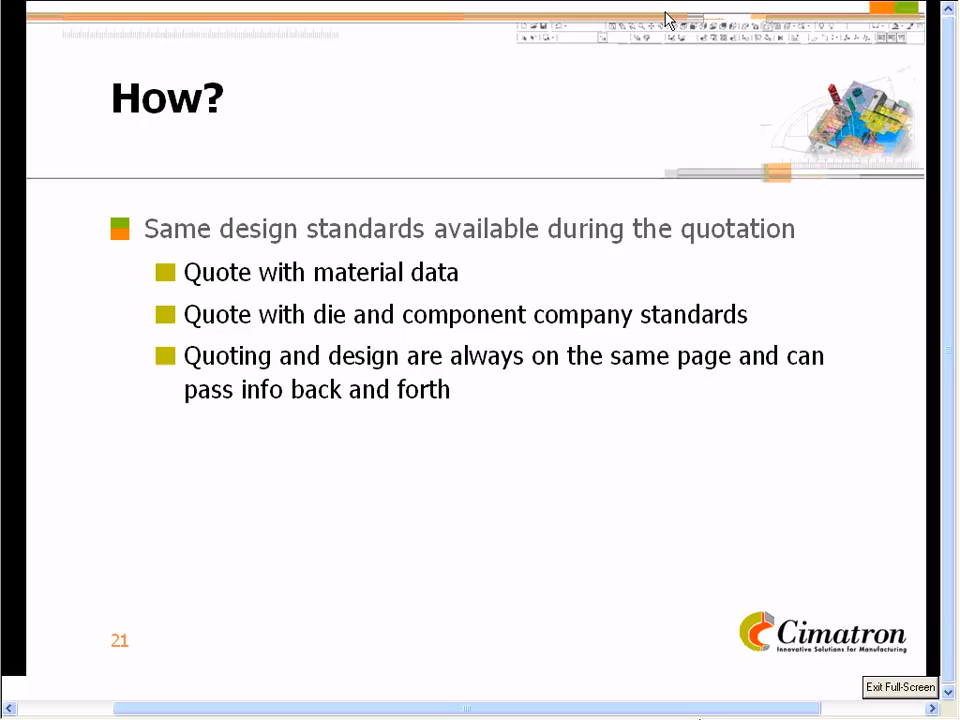 How?
Same design standards available during the quotation
Quote with material data
Quote with die and component company standards
Quoting and design are always on the same page and can
pass info back and forth
21
Cimatron
Innovative Solutions for Manufacturing
Exit Full-Screen